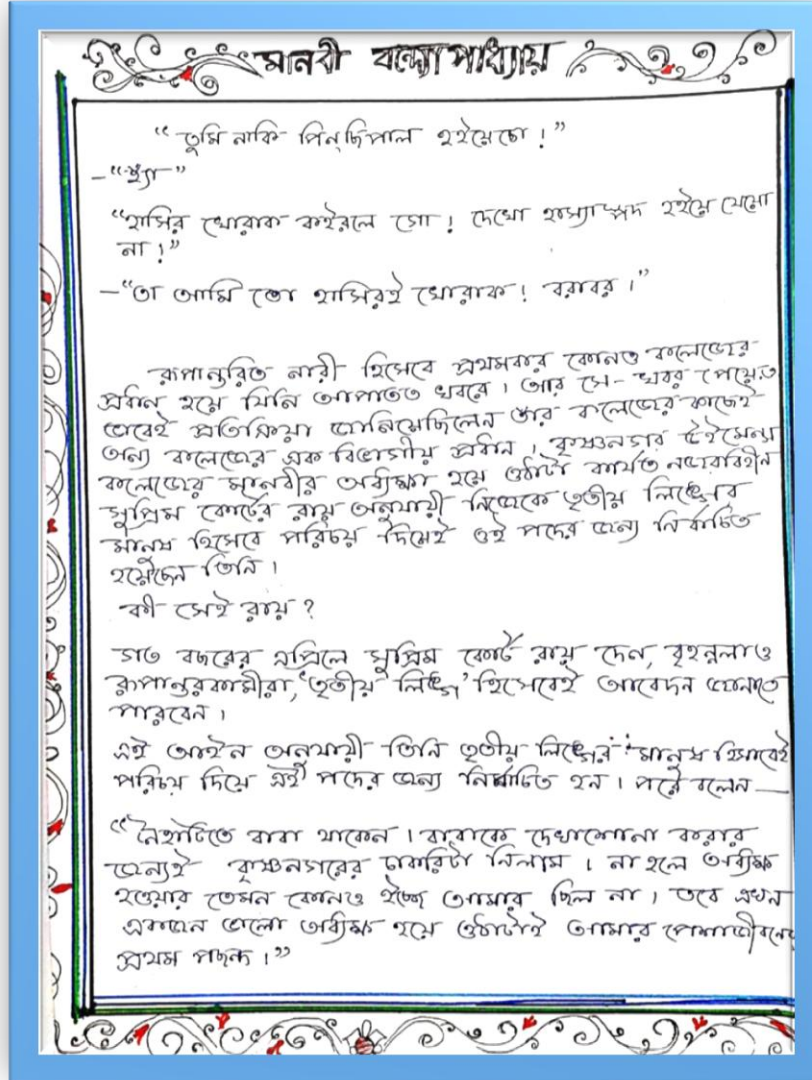 মানবী বন্দ্যোপাধ্যায়
“তুমি নাকি পিন্‌ছিপাল হইয়েচো!”
–“হ্যাঁ”
“হাসির খোরাক কইরলে গো! দেখো হাস্যাস্পদ হইয়ে যেয়ো
না!”
–“তা আমি তো হাসিরই খোরাক! বরাবর।”
রূপান্তরিত নারী হিসেবে প্রথমবার কোনও কলেজের
প্রধান হয়ে যিনি আপাতত খবরে। আর সে-খবর পেয়ে
এভাবেই প্রতিক্রিয়া জানিয়েছিলেন তাঁর কলেজের কাছেই
অন্য কলেজের এক বিভাগীয় প্রধান। কৃষ্ণনগর উইমেন্স
কলেজের মানবীর অধ্যক্ষা হয়ে ওঠাটা কার্যত নজিরবিহীন
সুপ্রিম কোর্টের রায় অনুযায়ী নিজেকে তৃতীয় লিঙ্গের
মানুষ হিসেবে পরিচয় দিয়েই ওই পদের জন্য নির্বাচিত
হয়েছেন তিনি।
কী সেই রায়?
গত বছরের এপ্রিলে সুপ্রিম কোর্ট রায় দেন, বৃহন্নলা ও
রূপান্তরকামীরা, ‘তৃতীয় লিঙ্গ’ হিসেবেই আবেদন জানাতে
পারবেন।
এই আইন অনুযায়ী তিনি তৃতীয় লিঙ্গের মানুষ হিসাবেই
পরিচয় দিয়ে এই পদের জন্য নির্বাচিত হন। পরে বলেন—
“নৈহাটিতে বাবা থাকেন। বাবাকে দেখাশোনা করার
জন্যই কৃষ্ণনগরের চাকরিটা নিলাম। না হলে অধ্যক্ষ
হওয়ার তেমন কোনও ইচ্ছে আমার ছিল না। তবে এখন
একজন ভালো অধ্যক্ষ হয়ে ওঠাটাই আমার পেশাজীবনের
প্রথম পছন্দ।”